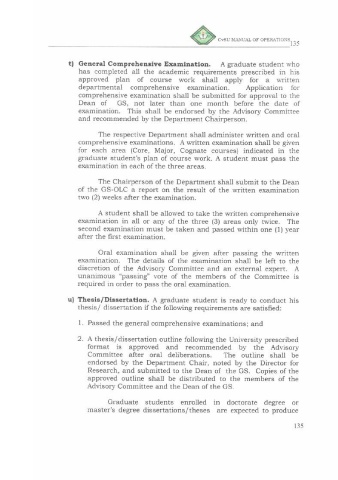 CvSU MANUAL OF OPERATIONS
135
t) General Comprehensive Examination. A graduate student who
has completed all the academic requirements prescribed in his
approved plan of course work shall apply for a written
departmental comprehensive examination. Application for
comprehensive examination shall be submitted for approval to the
Dean of GS, not later than one month before the date of
examination. This shall be endorsed by the Advisory Committee
and recommended by the Department Chairperson.
The respective Department shall administer written and oral
comprehensive examinations. A written examination shall be given
for each area (Core, Major, Cognate courses) indicated in the
graduate student's plan of course work. A student must pass the
examination in each of the three areas.
The Chairperson of the Department shall submit to the Dean
of the GS-OLC a report on the result of the written examination
two (2) weeks after the examination.
A student shall be allowed to take the written comprehensive
examination in all or any of the three (3) areas only twice. The
second examination must be taken and passed within one (1) year
after the first examination.
Oral examination shall be given after passing the written
examination. The details of the examination shall be left to the
discretion of the Advisory Committee and an external expert. A
unanimous "passing" vote of the members of the Committee is
required in order to pass the oral examination.
u) Thesis/Dissertation. A graduate student is ready to conduct his
thesis/ dissertation if the following requirements are satisfied:
1. Passed the general comprehensive examinations; and
2. A thesis/dissertation outline following the University prescribed
format is approved and recommended by the Advisory
Committee after oral deliberations. The outline shall be
endorsed by the Department Chair, noted by the Director for
Research, and submitted to the Dean of the GS. Copies of the
approved outline shall be distributed to the members of the
Advisory Committee and the Dean of the GS.
Graduate students enrolled in doctorate degree or
master's degree dissertations/theses are expected to produce
135